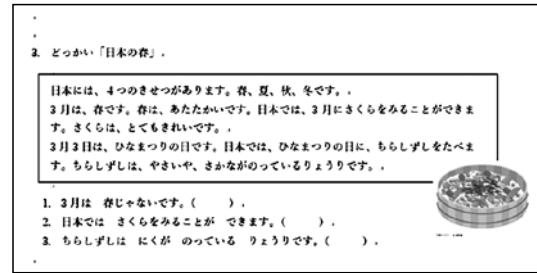 3. どっかい「日本の春」.
日本には、4つのきせつがあります。春、夏、秋、冬です。.
3月は、春です。春は、あたたかいです。日本では、3月にさくらをみることができま
す。さくらは、とてもきれいです。.
3月3日は、ひなまつりの日です。日本では、ひなまつりの日に、ちらしずしをたべま
す。ちらしずしは、やさいや、さかながのっているりょうりです。.
1. 3月は 春じゃないです。( ).
2. 日本では さくらをみることが できます。( ).
3. ちらしずしは にくが のっている りょうりです。( ).